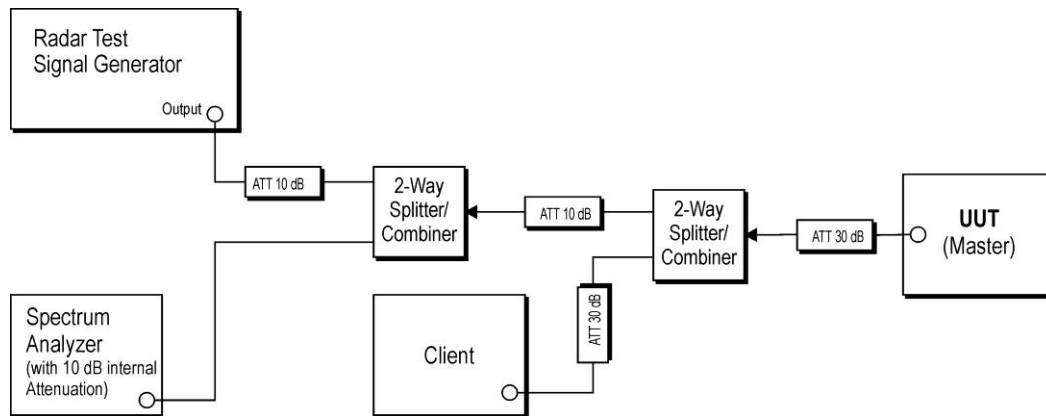 Radar Test
Signal Generator
Output
ATT 10 dB
2-Way
Splitter/
Combiner
ATT 10 dB
2-Way
Splitter/
Combiner
ATT 30 dB
UUT
(Master)
Spectrum
Analyzer
(with 10 dB internal
Attenuation)
Client
ATT 30 dB